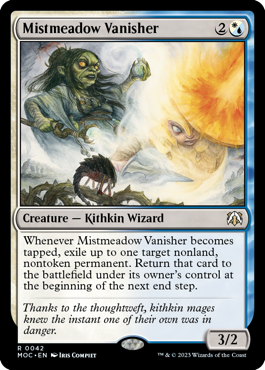 Mistmeadow Vanisher 2
Creature — Kithkin Wizard
Whenever Mistmeadow Vanisher becomes
tapped, exile up to one target nonland,
nontoken permanent. Return that card to
the battlefield under its owner's control at
the beginning of the next end step.
Thanks to the thoughtweft, kithkin mages
knew the instant one of their own was in
danger.
3/2
R 0042
MOC • EN Iris Compiet
™ & © 2023 Wizards of the Coast